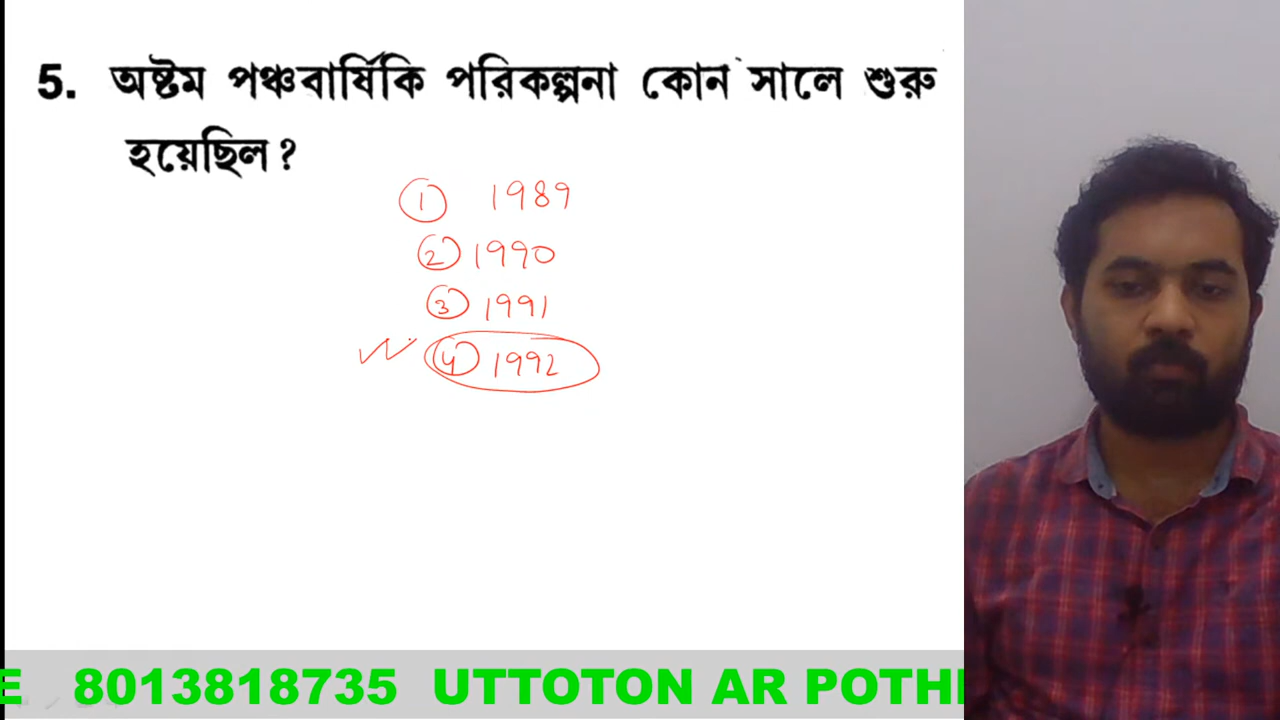 5. অষ্টম পঞ্চবার্ষিকি পরিকল্পনা কোন সালে শুরু
হয়েছিল ?
① 1989
② 1990
③ 1991
④ 1992
E 8013818735 UTTOTON AR POTHE